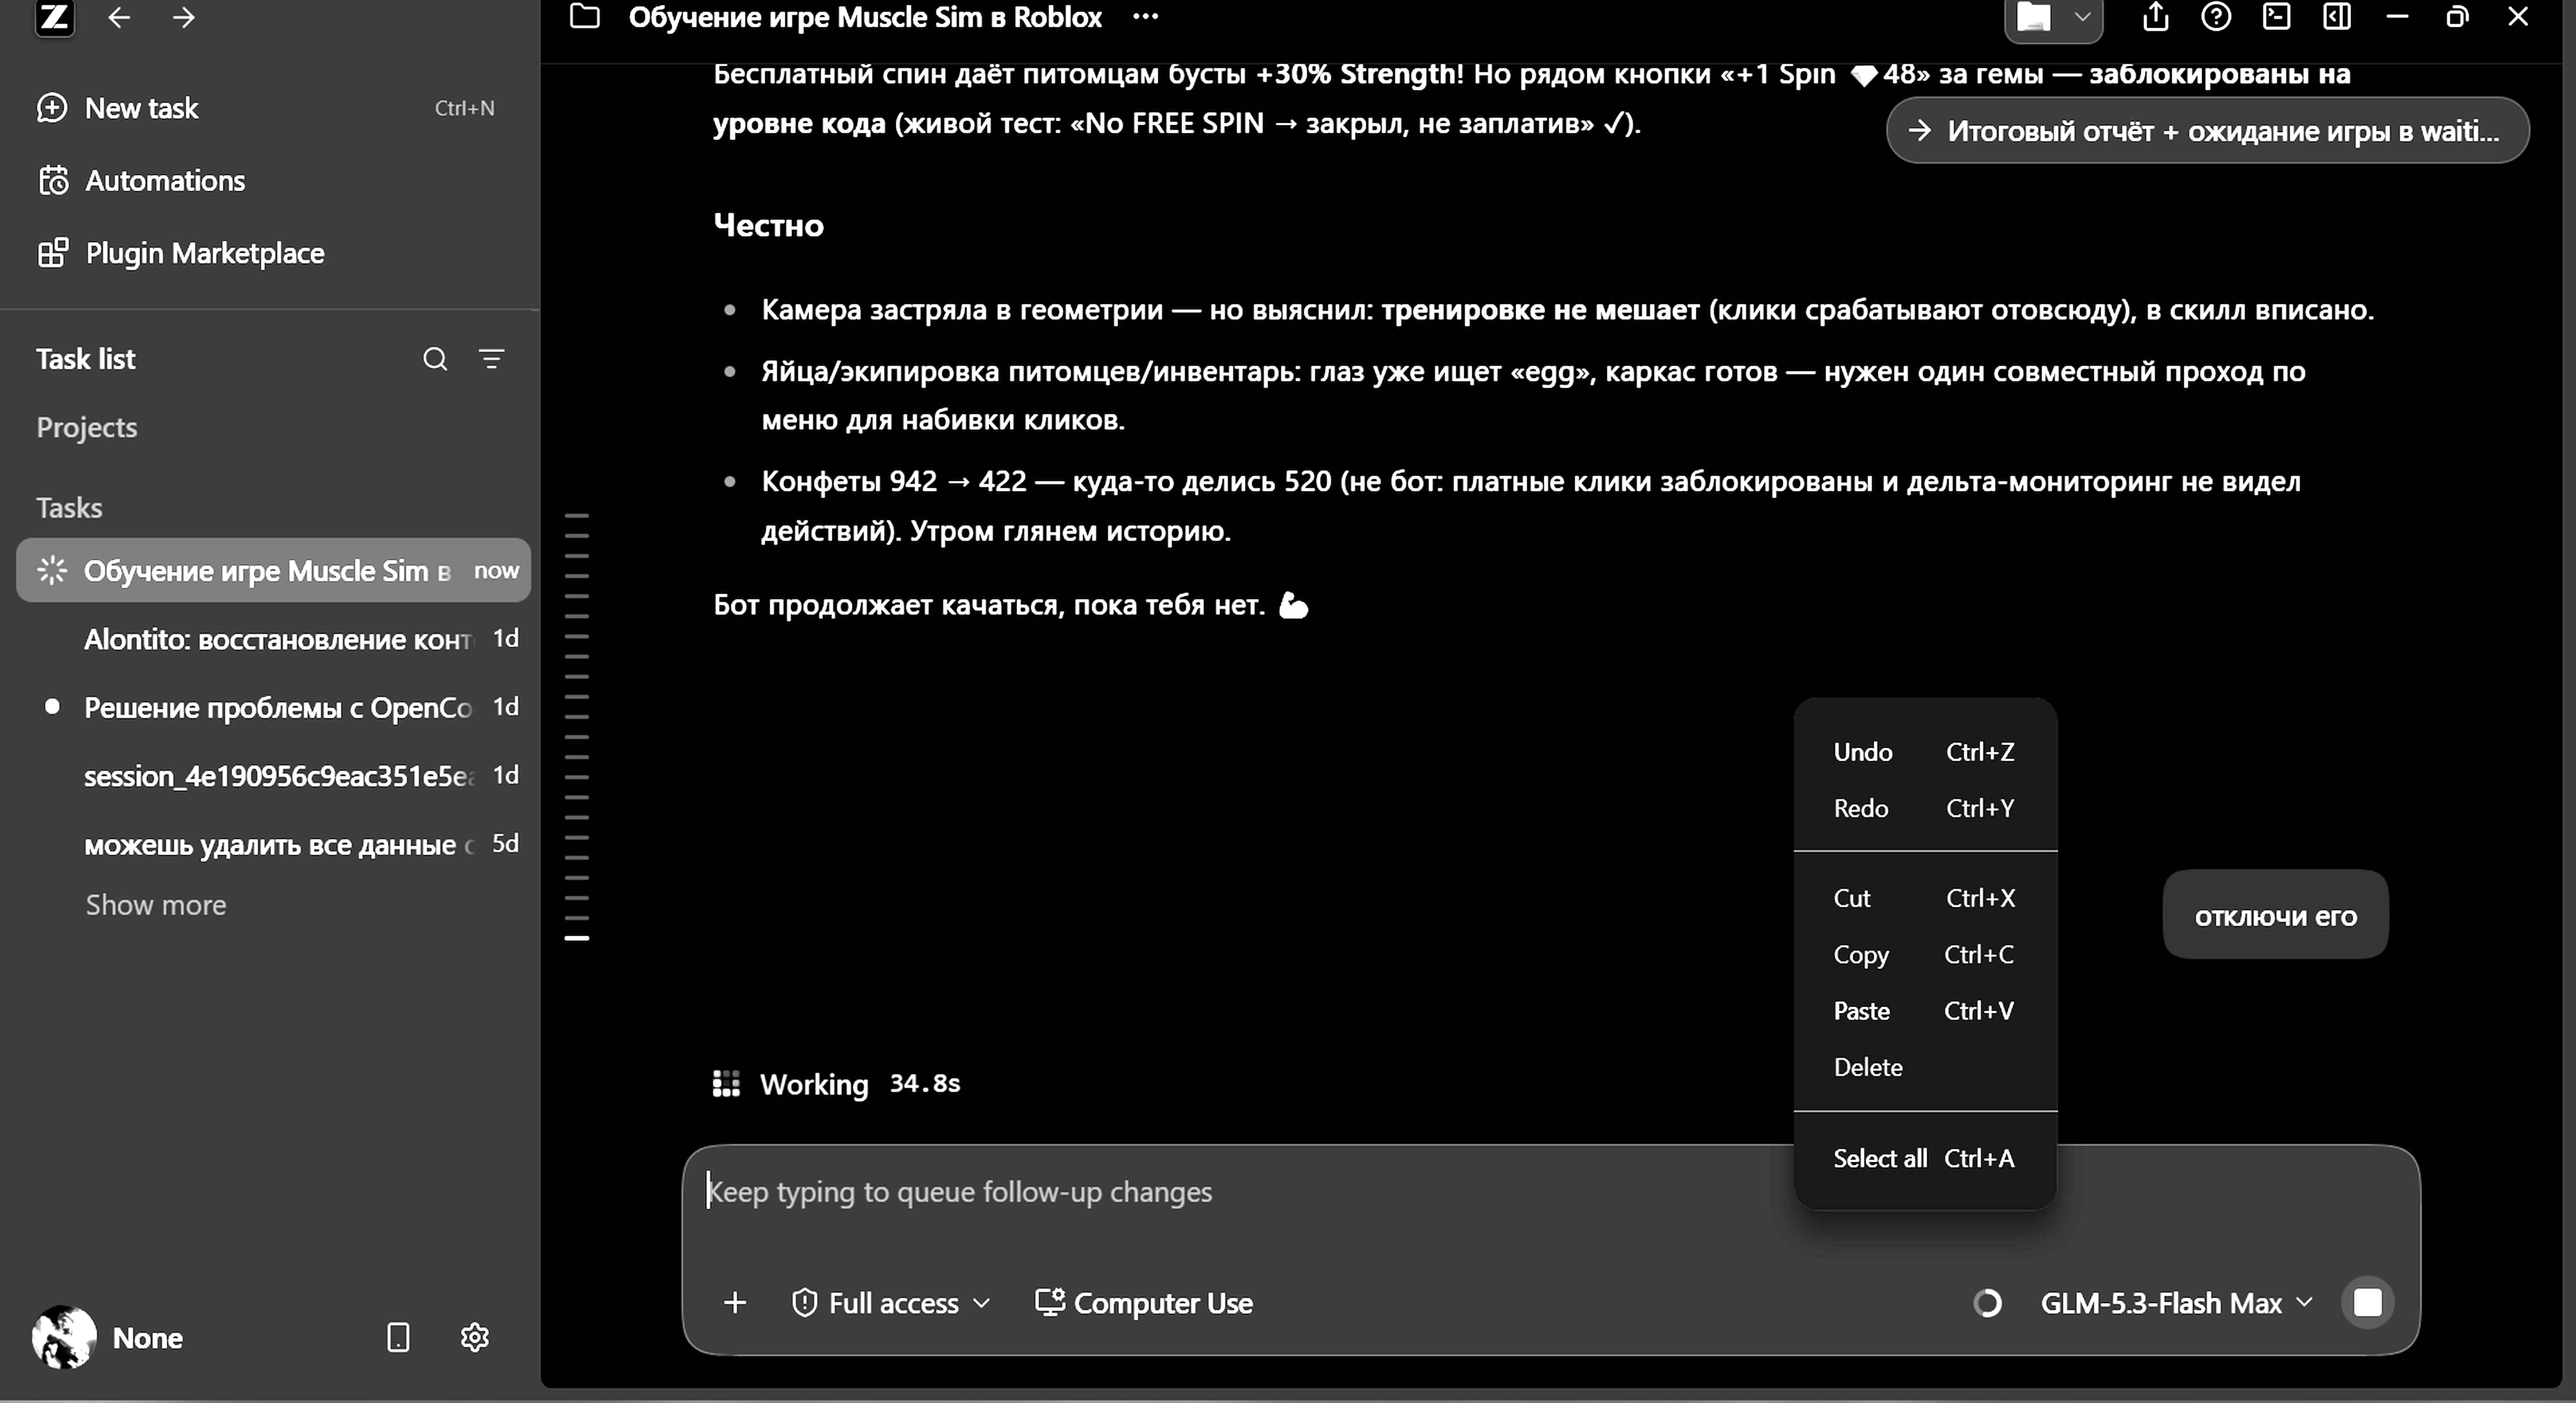 Z
Обучение игре Muscle Sim в Roblox ...
New task Ctrl+N
Automations
Plugin Marketplace
Task list
Projects
Tasks
Обучение игре Muscle Sim в now
Alontito: восстановление конт 1d
Решение проблемы с OpenCo 1d
session_4e190956c9eac351e5ea 1d
можешь удалить все данные с 5d
Show more
None
Бесплатный спин даёт питомцам бусты +30% Strength! Но рядом кнопки «+1 Spin 💎48» за гемы — заблокированы на
уровне кода (живой тест: «No FREE SPIN → закрыл, не заплатив» ✓).
→ Итоговый отчёт + ожидание игры в waiti...
Честно
• Камера застряла в геометрии — но выяснил: тренировке не мешает (клики срабатывают отовсюду), в скилл вписано.
• Яйца/экипировка питомцев/инвентарь: глаз уже ищет «egg», каркас готов — нужен один совместный проход по
меню для набивки кликов.
• Конфеты 942 → 422 — куда-то делись 520 (не бот: платные клики заблокированы и дельта-мониторинг не видел
действий). Утром глянем историю.
Бот продолжает качаться, пока тебя нет. 💪
отключи его
Undo Ctrl+Z
Redo Ctrl+Y
Cut Ctrl+X
Copy Ctrl+C
Paste Ctrl+V
Delete
Select all Ctrl+A
Working 34.8s
Keep typing to queue follow-up changes
Full access
Computer Use
GLM-5.3-Flash Max